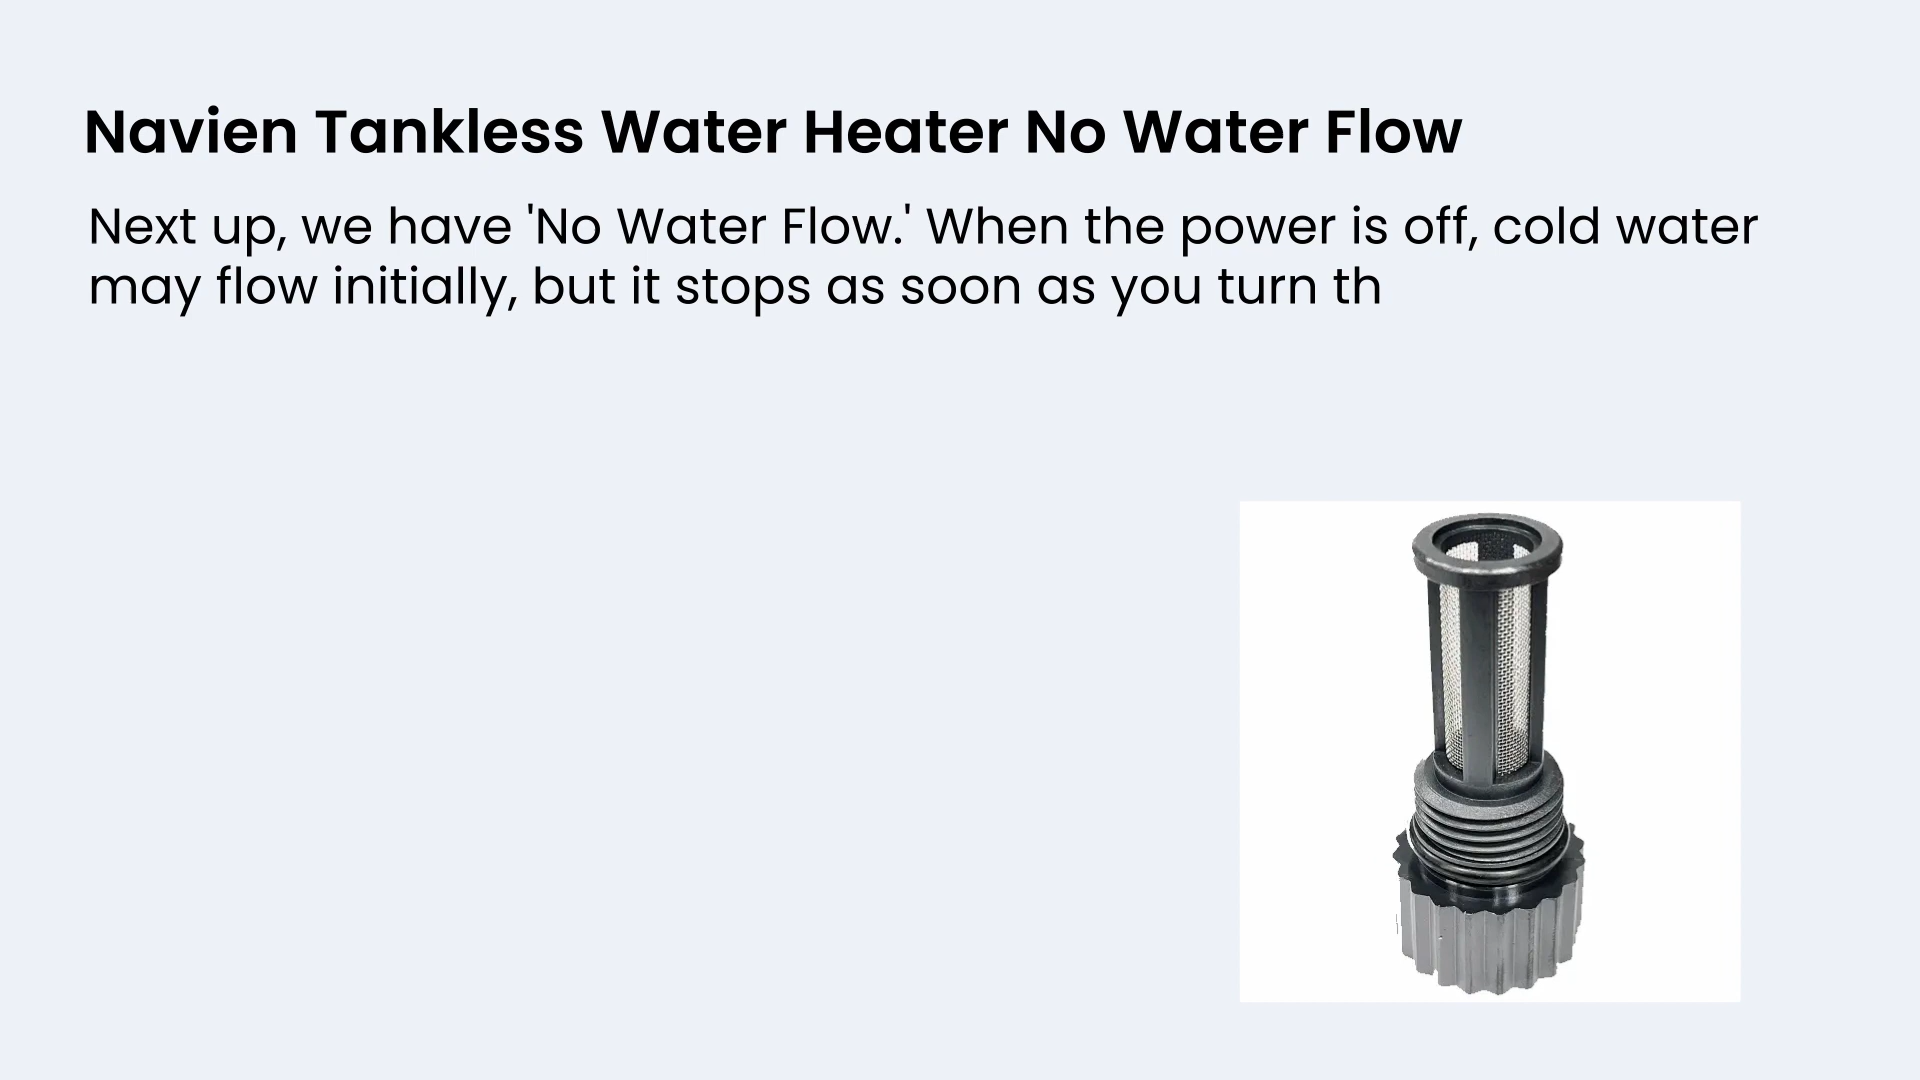 Navien Tankless Water Heater No Water Flow
Next up, we have 'No Water Flow.' When the power is off, cold water
may flow initially, but it stops as soon as you turn th